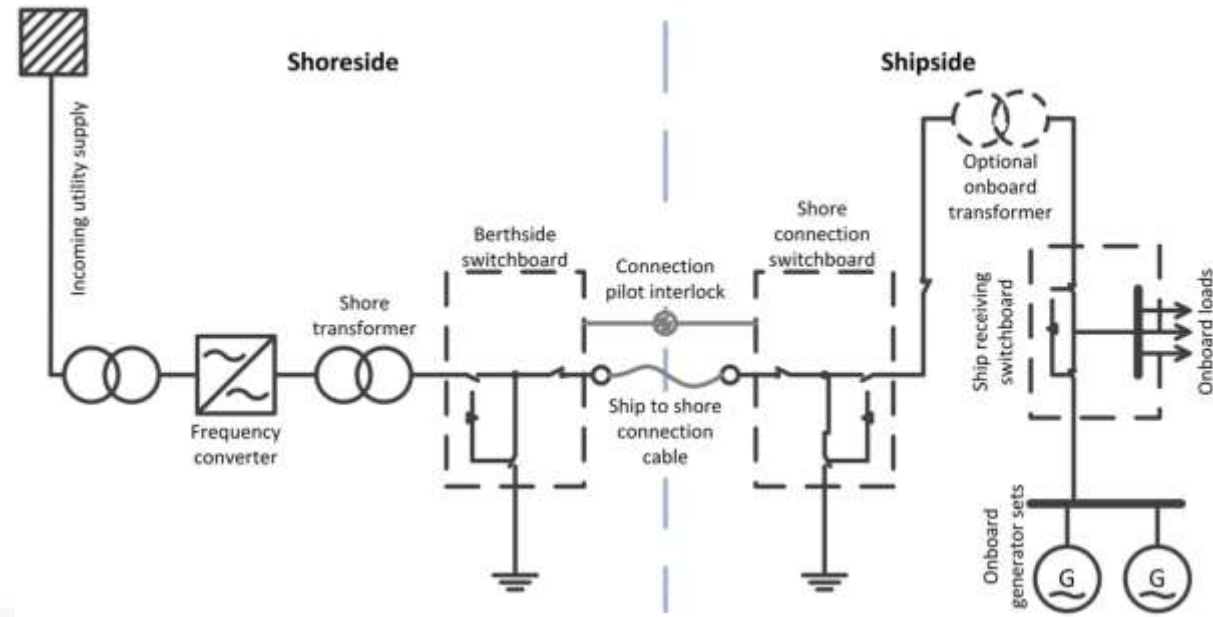 Shoreside
Shipside
Incoming utility supply
Optional
onboard
transformer
Berthside
switchboard
Connection
pilot interlock
Shore
connection
switchboard
Shore
transformer
Ship receiving
switchboard
Onboard loads
Frequency
converter
Ship to shore
connection
cable
Onboard
generator sets
G
G